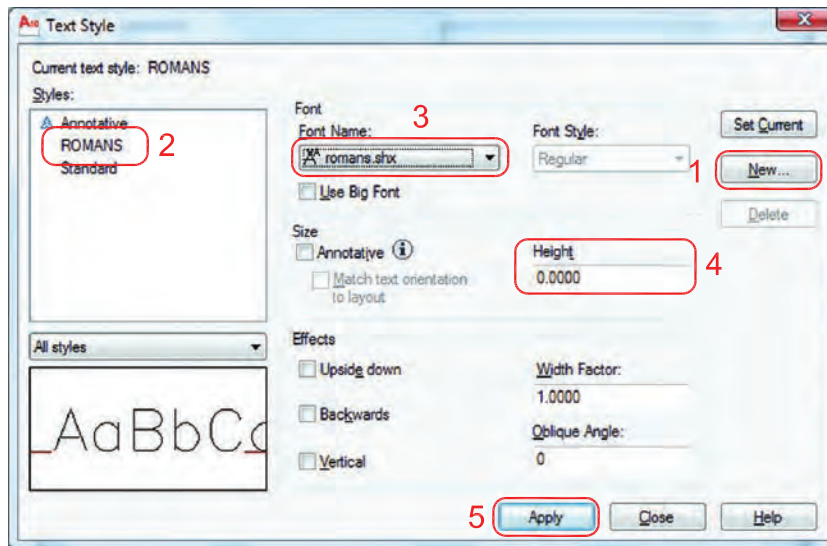 Text Style
Current text style: ROMANS
Styles:
Annotative
ROMANS
2
Standard
All styles
AaBbCc
Font
Font Name:
3
romans.shx
Use Big Font
Font Style:
Regular
Size
Annotative
Match text orientation
to layout
Height
0.0000
4
Effects
Upside down
Backwards
Vertical
Width Factor:
1.0000
Oblique Angle:
0
Set Current
1
New...
Delete
5
Apply
Close
Help